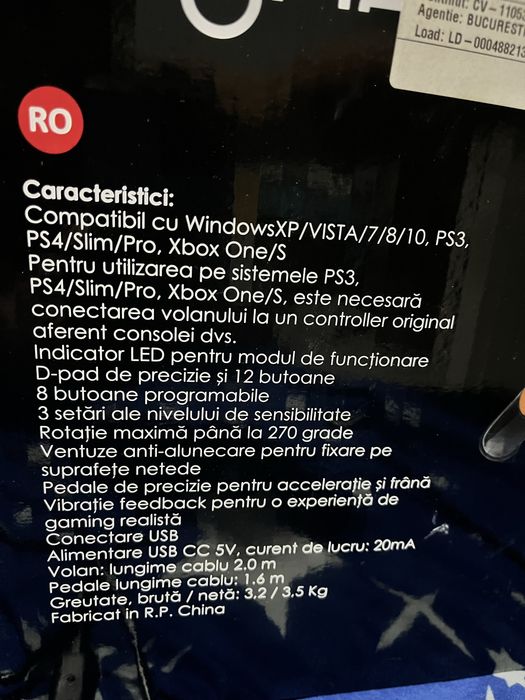 CV-1105
Agentie: BUCUREST
Load: LD-000488213
RO
Caracteristici:
Compatibil cu WindowsXP/VISTA/7/8/10, PS3,
PS4/Slim/Pro, Xbox One/S
Pentru utilizarea pe sistemele PS3,
PS4/Slim/Pro, Xbox One/S, este necesară
conectarea volanului la un controller original
aferent consolei dvs.
Indicator LED pentru modul de funcționare
D-pad de precizie și 12 butoane
8 butoane programabile
3 setări ale nivelului de sensibilitate
Rotație maximă până la 270 grade
Ventuze anti-alunecare pentru fixare pe
suprafețe netede
Pedale de precizie pentru accelerație și frână
Vibrație feedback pentru o experiență de
gaming realistă
Conectare USB
Alimentare USB CC 5V, curent de lucru: 20mA
Volan: lungime cablu 2.0 m
Pedale lungime cablu: 1.6 m
Greutate, brută / netă: 3,2 / 3,5 Kg
Fabricat in R.P. China